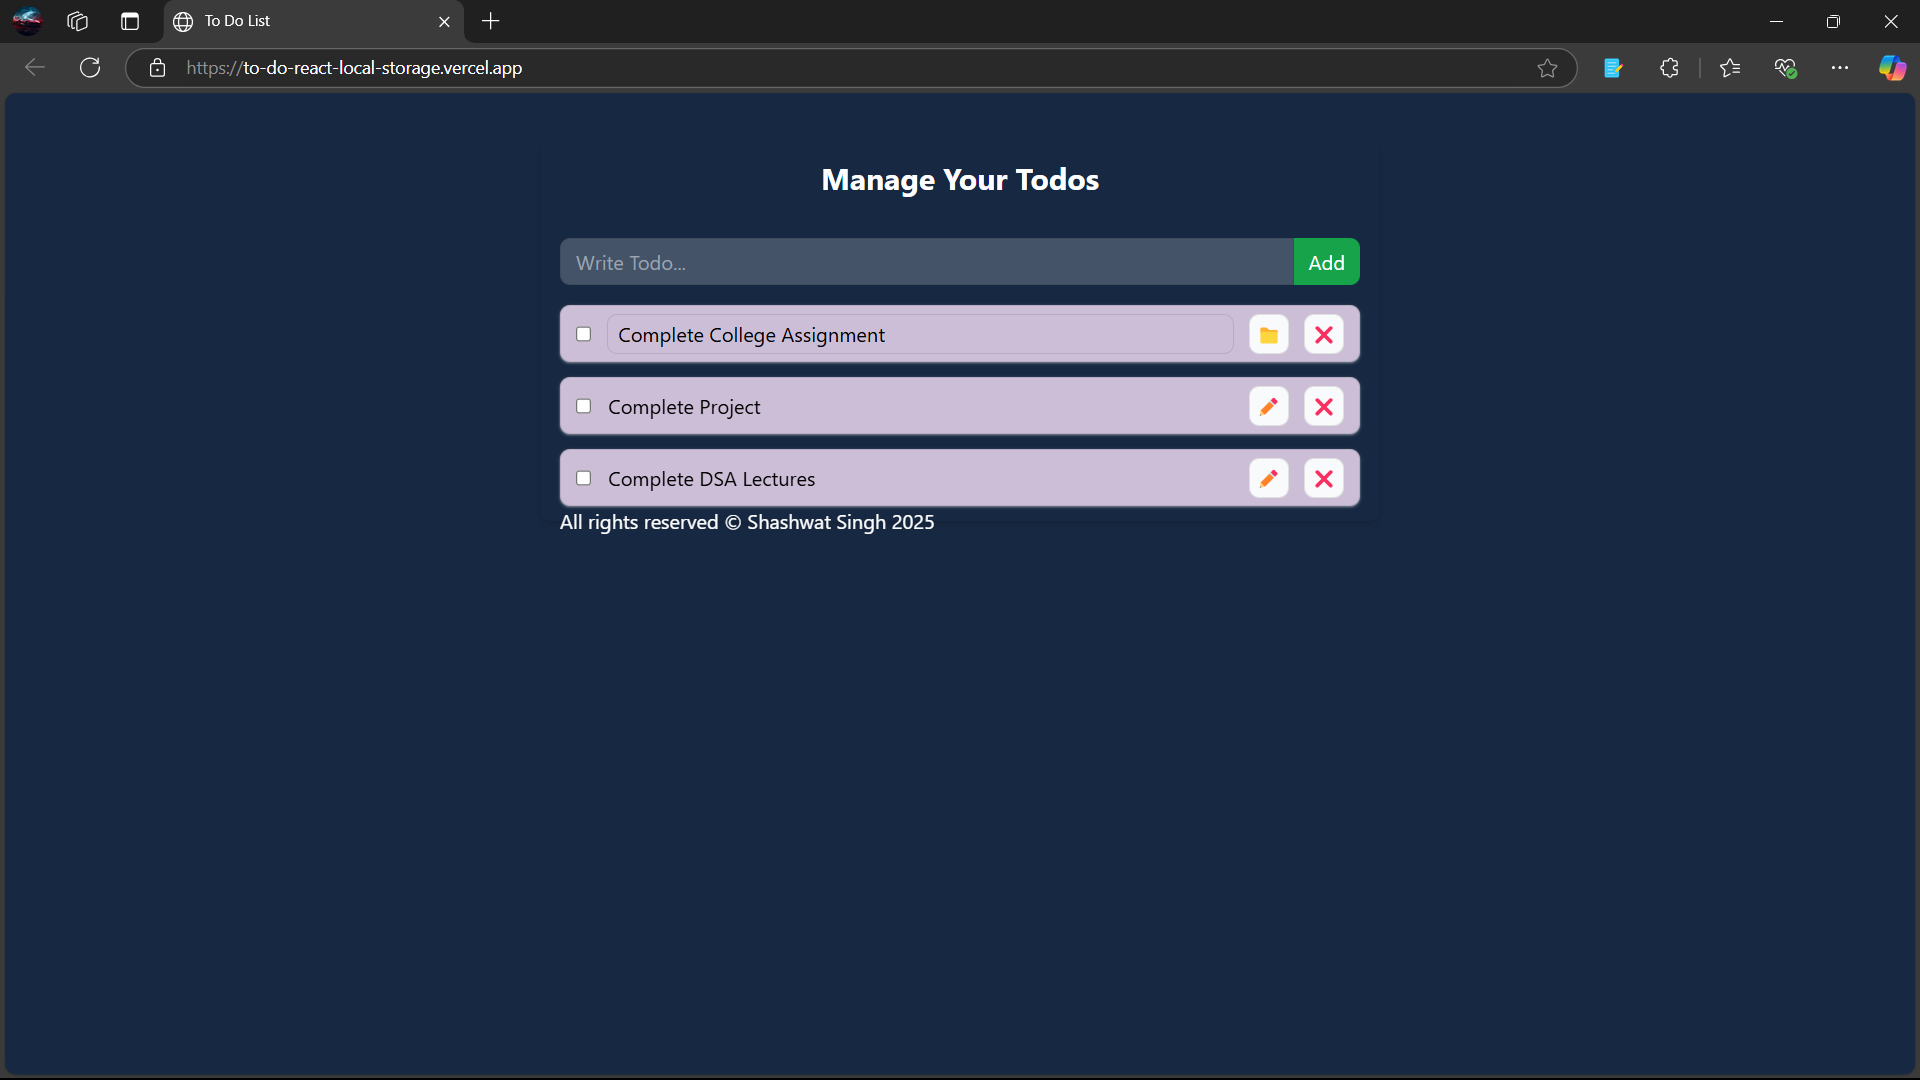 To Do List
https://to-do-react-local-storage.vercel.app
Manage Your Todos
Write Todo...
Add
Complete College Assignment
Complete Project
Complete DSA Lectures
All rights reserved © Shashwat Singh 2025